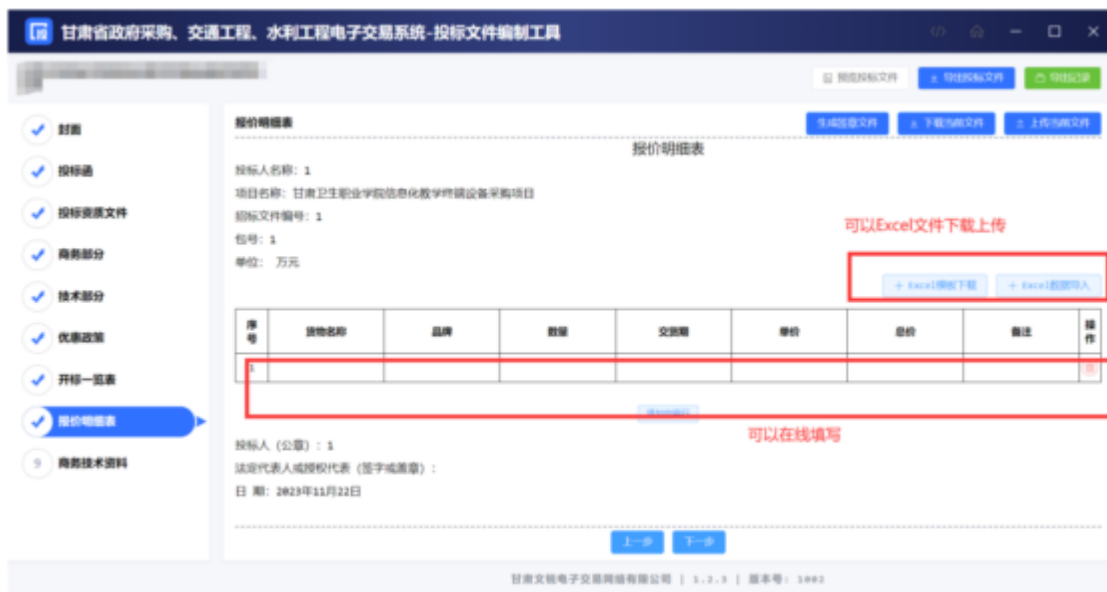 甘肃省政府采购、交通工程、水利工程电子交易系统-投标文件编制工具
预览投标文件 导出投标文件 导出记录
封面
投标函
投标资质文件
商务部分
技术部分
优惠政策
开标一览表
报价明细表
9 商务技术资料
报价明细表 生成签章文件 下载当前文件 上传当前文件
报价明细表
投标人名称: 1
项目名称: 甘肃卫生职业学院信息化教学终端设备采购项目
招标文件编号: 1
包号: 1
单位: 万元
可以Excel文件下载上传
+ Excel模板下载 + Excel数据导入
序号 货物名称 品牌 数量 交货期 单价 总价 备注 操作
1
可以在线填写
投标人 (公章) : 1
法定代表人或授权代表 (签字或盖章) :
日 期: 2023年11月22日
上一步 下一步
甘肃文锐电子交易网络有限公司 | 1.2.3 | 版本号: 1002